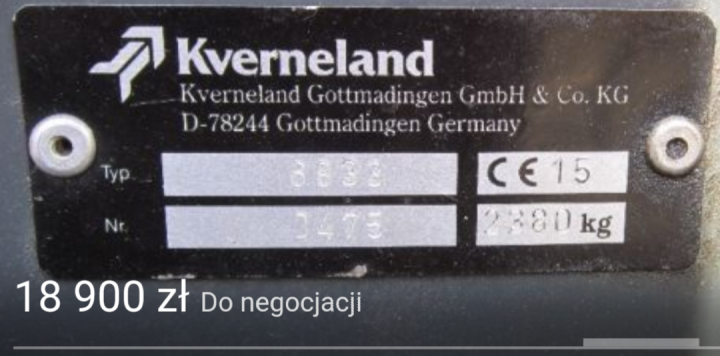 Kverneland
Kverneland Gottmadingen GmbH & Co. KG
D-78244 Gottmadingen Germany
Typ
CE 15
Nr.
2380 kg
18 900 zł Do negocjacji